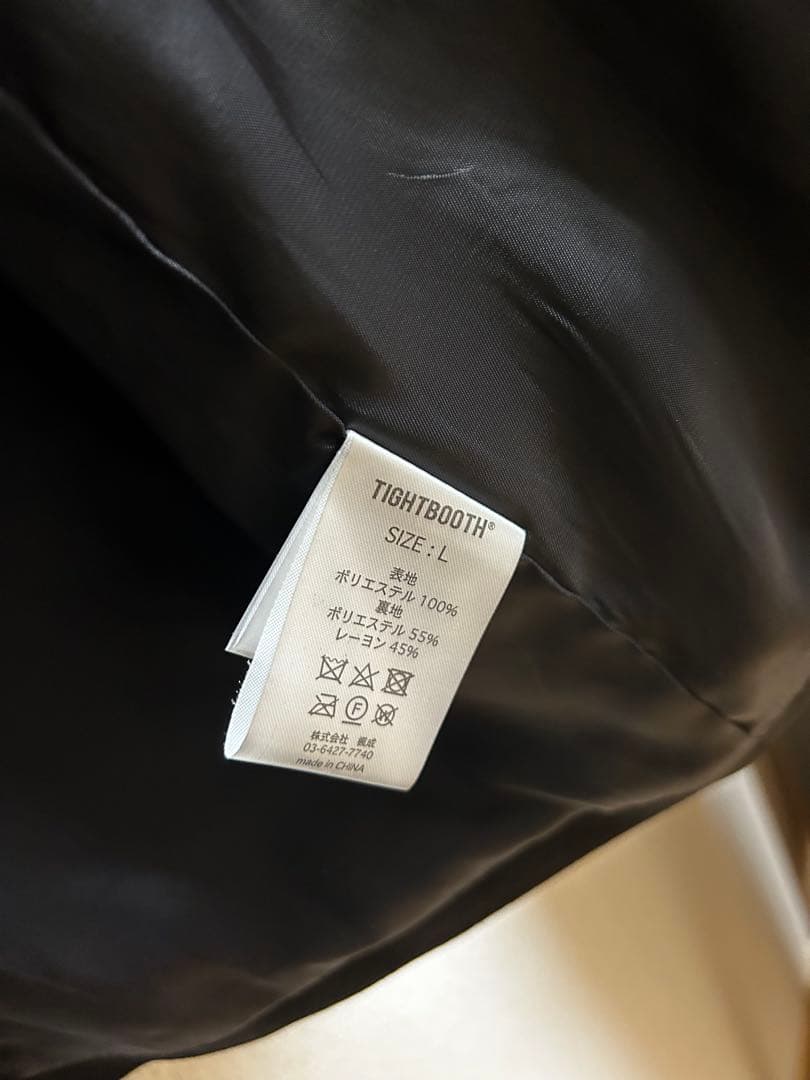 TIGHTBOOTH®
SIZE : L
表地
ポリエステル 100%
裏地
ポリエステル 55%
レーヨン 45%
F W
株式会社 親成
03-6427-7740
made in CHINA